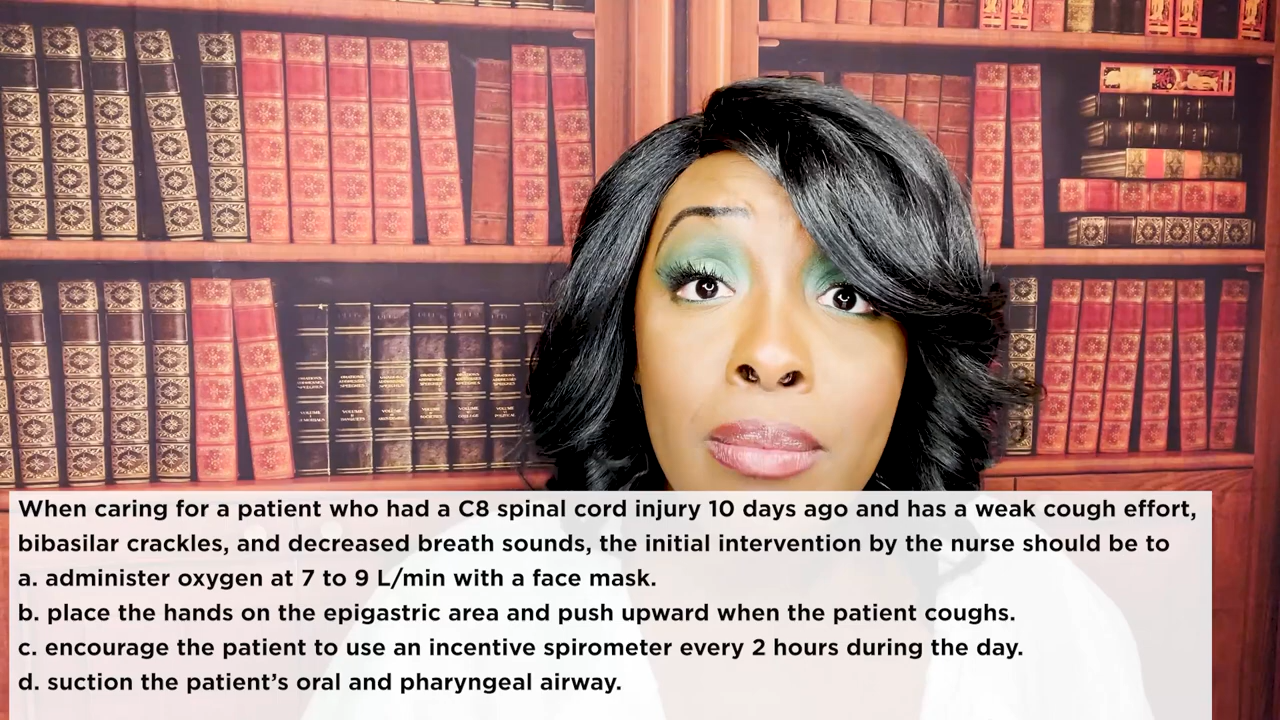 When caring for a patient who had a C8 spinal cord injury 10 days ago and has a weak cough effort,
bibasilar crackles, and decreased breath sounds, the initial intervention by the nurse should be to
a. administer oxygen at 7 to 9 L/min with a face mask.
b. place the hands on the epigastric area and push upward when the patient coughs.
c. encourage the patient to use an incentive spirometer every 2 hours during the day.
d. suction the patient's oral and pharyngeal airway.